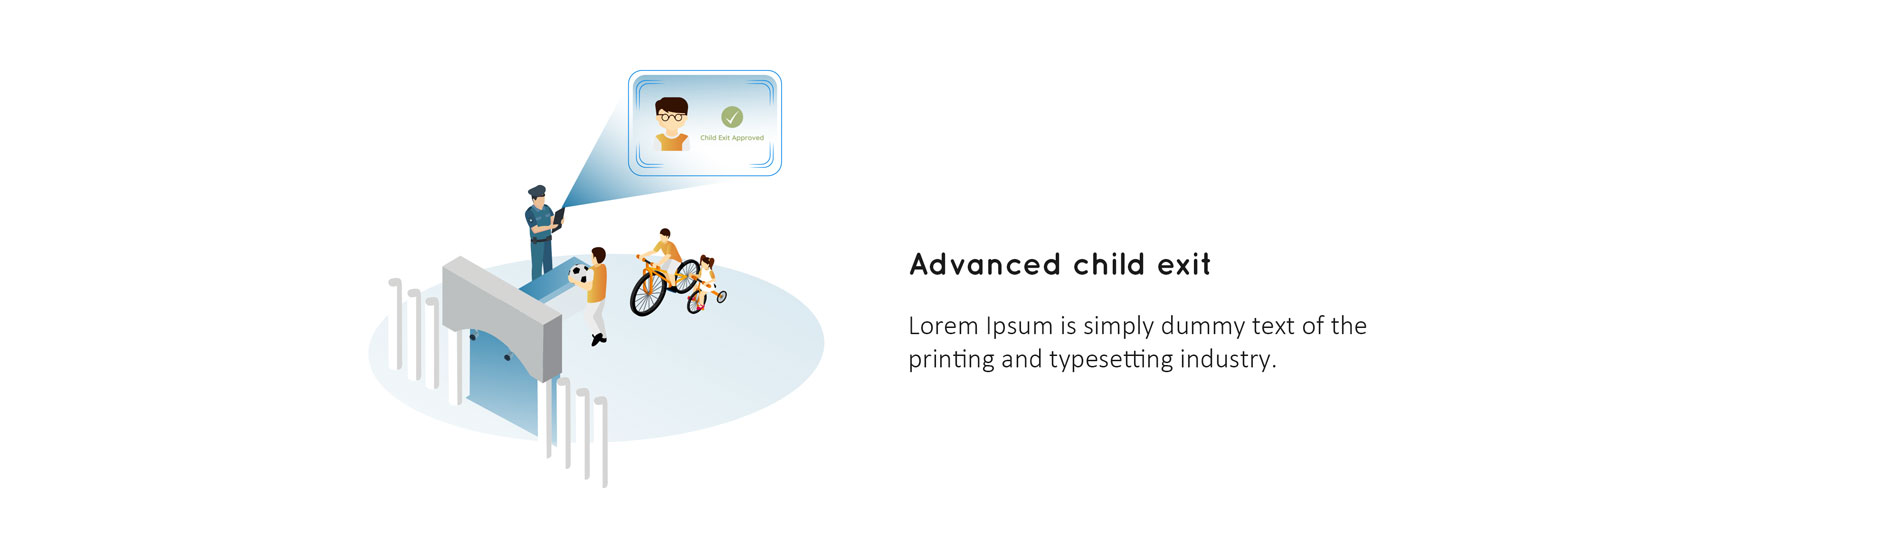 Child Exit Approved
Advanced child exit
Lorem Ipsum is simply dummy text of the
printing and typesetting industry.